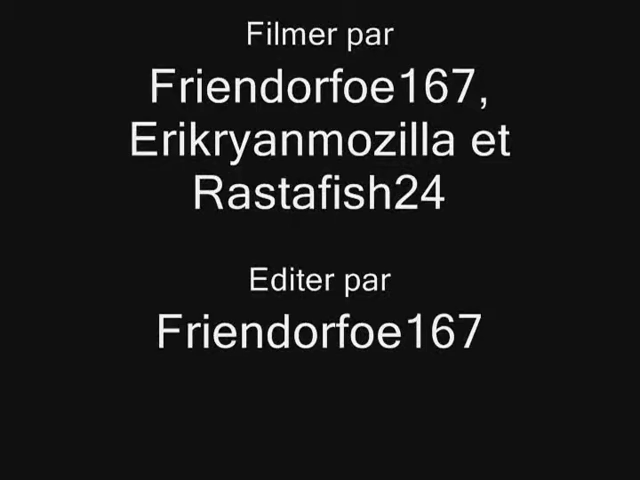 Filmer par
Friendorfoe167,
Erikryanmozilla et
Rastafish24
Editer par
Friendorfoe167